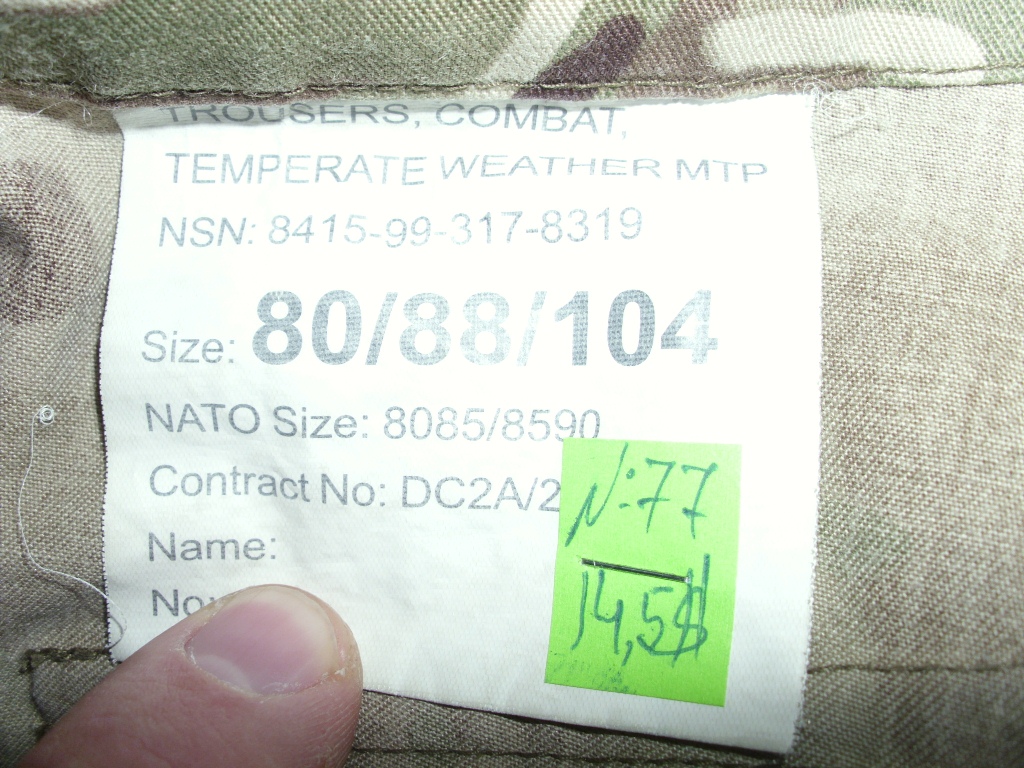 TROUSERS, COMBAT,
TEMPERATE WEATHER MTP
NSN: 8415-99-317-8319
Size: 80/88/104
NATO Size: 8085/8590
Contract No: DC2A/2
Name:
No:
N:77
14,5$